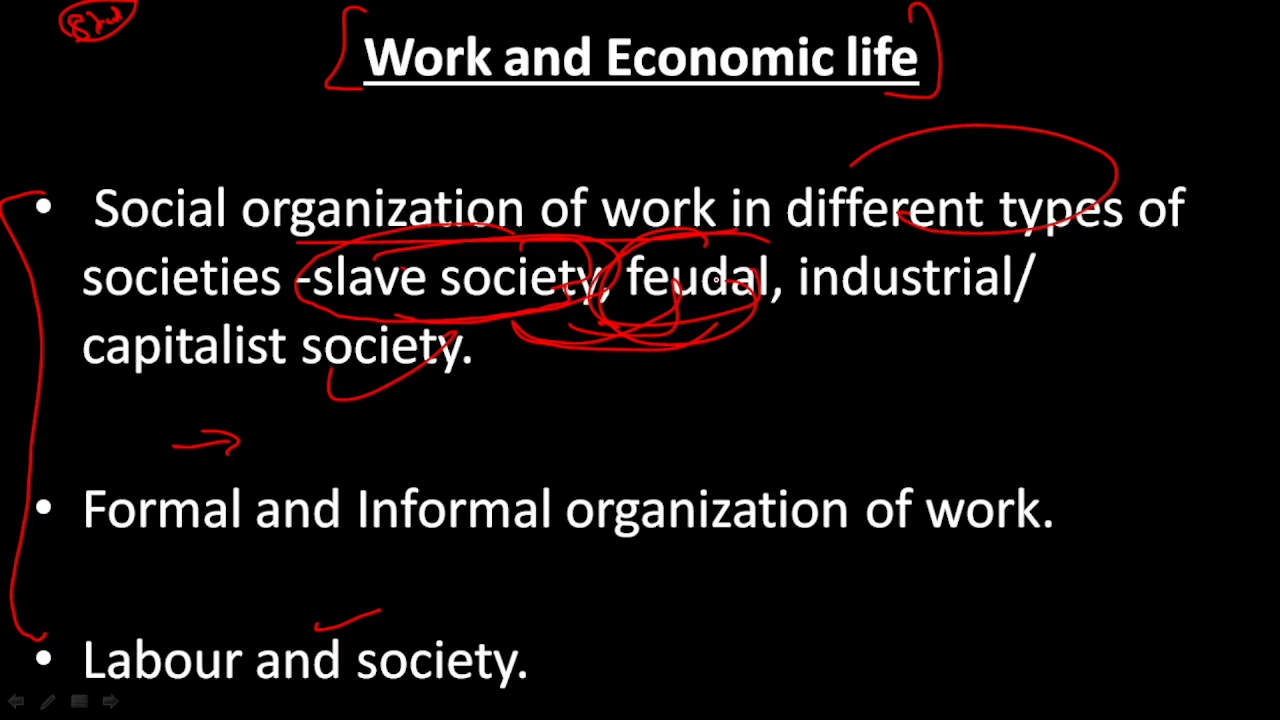 Work and Economic life
• Social organization of work in different types of
societies -slave society, feudal, industrial/
capitalist society.
• Formal and Informal organization of work.
• Labour and society.